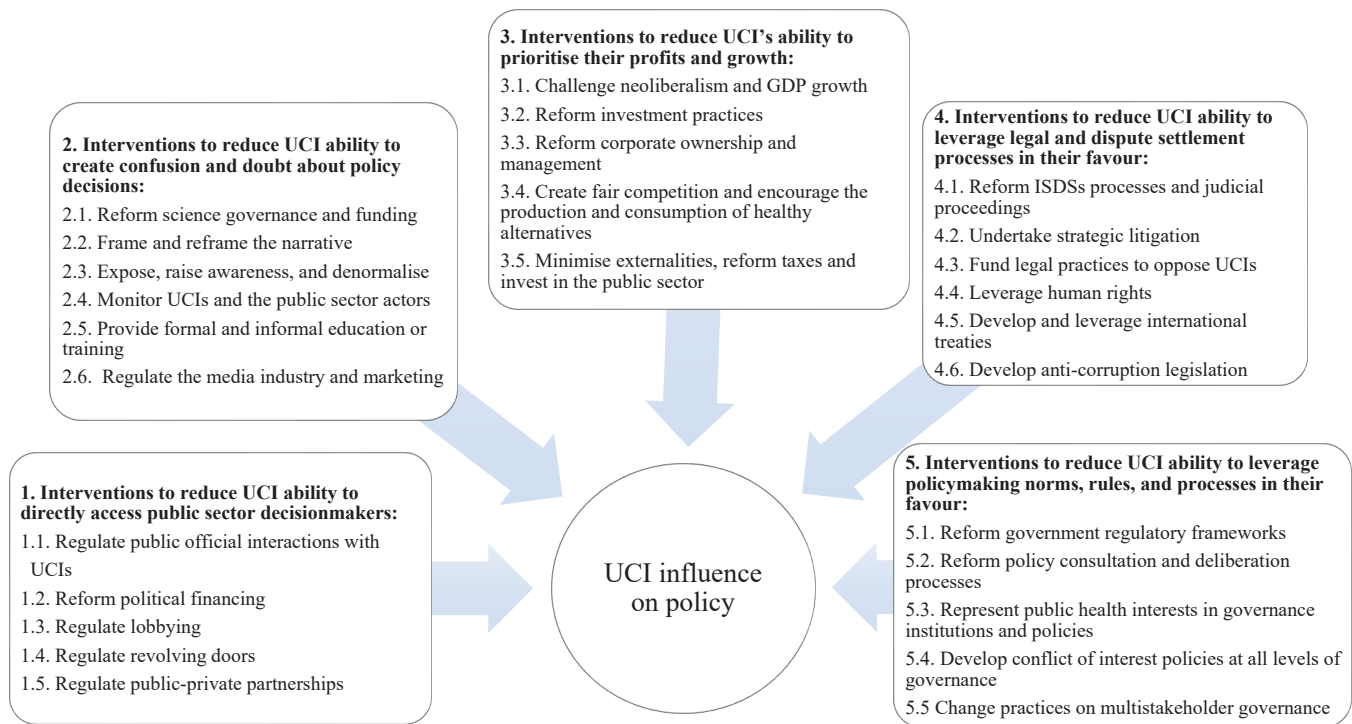 3. Interventions to reduce UCI's ability to
prioritise their profits and growth:
3.1. Challenge neoliberalism and GDP growth
3.2. Reform investment practices
3.3. Reform corporate ownership and
management
3.4. Create fair competition and encourage the
production and consumption of healthy
alternatives
3.5. Minimise externalities, reform taxes and
invest in the public sector
2. Interventions to reduce UCI ability to
create confusion and doubt about policy
decisions:
2.1. Reform science governance and funding
2.2. Frame and reframe the narrative
2.3. Expose, raise awareness, and denormalise
2.4. Monitor UCIs and the public sector actors
2.5. Provide formal and informal education or
training
2.6. Regulate the media industry and marketing
4. Interventions to reduce UCI ability to
leverage legal and dispute settlement
processes in their favour:
4.1. Reform ISDSs processes and judicial
proceedings
4.2. Undertake strategic litigation
4.3. Fund legal practices to oppose UCIs
4.4. Leverage human rights
4.5. Develop and leverage international
treaties
4.6. Develop anti-corruption legislation
1. Interventions to reduce UCI ability to
directly access public sector decisionmakers:
1.1. Regulate public official interactions with
UCIs
1.2. Reform political financing
1.3. Regulate lobbying
1.4. Regulate revolving doors
1.5. Regulate public-private partnerships
UCI influence
on policy
5. Interventions to reduce UCI ability to leverage
policymaking norms, rules, and processes in their
favour:
5.1. Reform government regulatory frameworks
5.2. Reform policy consultation and deliberation
processes
5.3. Represent public health interests in governance
institutions and policies
5.4. Develop conflict of interest policies at all levels of
governance
5.5 Change practices on multistakeholder governance